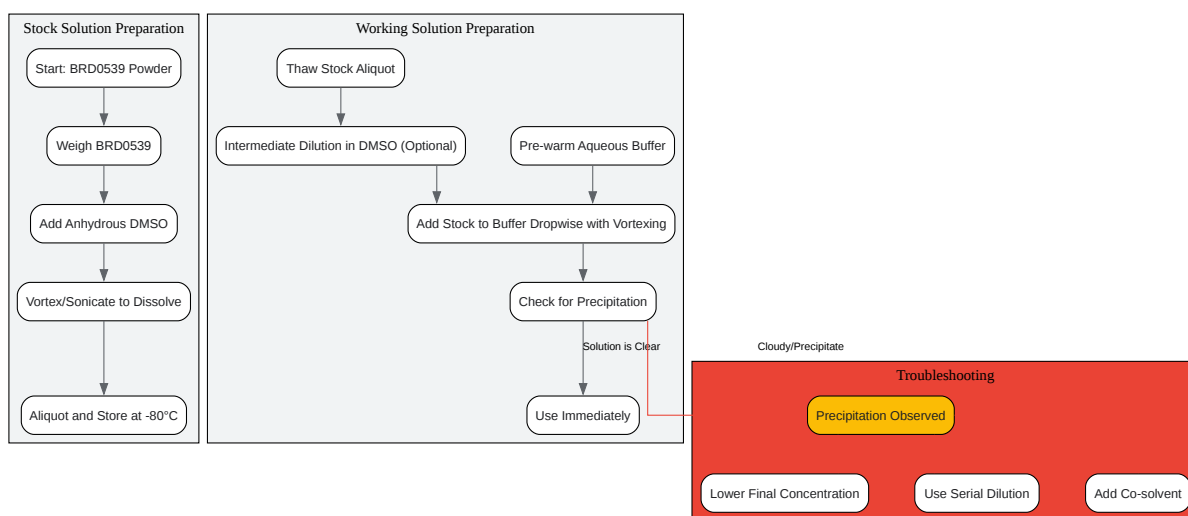 Stock Solution Preparation
Start: BRD0539 Powder
Weigh BRD0539
Add Anhydrous DMSO
Vortex/Sonicate to Dissolve
Aliquot and Store at -80°C
Working Solution Preparation
Thaw Stock Aliquot
Intermediate Dilution in DMSO (Optional)
Pre-warm Aqueous Buffer
Add Stock to Buffer Dropwise with Vortexing
Check for Precipitation
Solution is Clear
Cloudy/Precipitate
Use Immediately
Troubleshooting
Precipitation Observed
Lower Final Concentration
Use Serial Dilution
Add Co-solvent